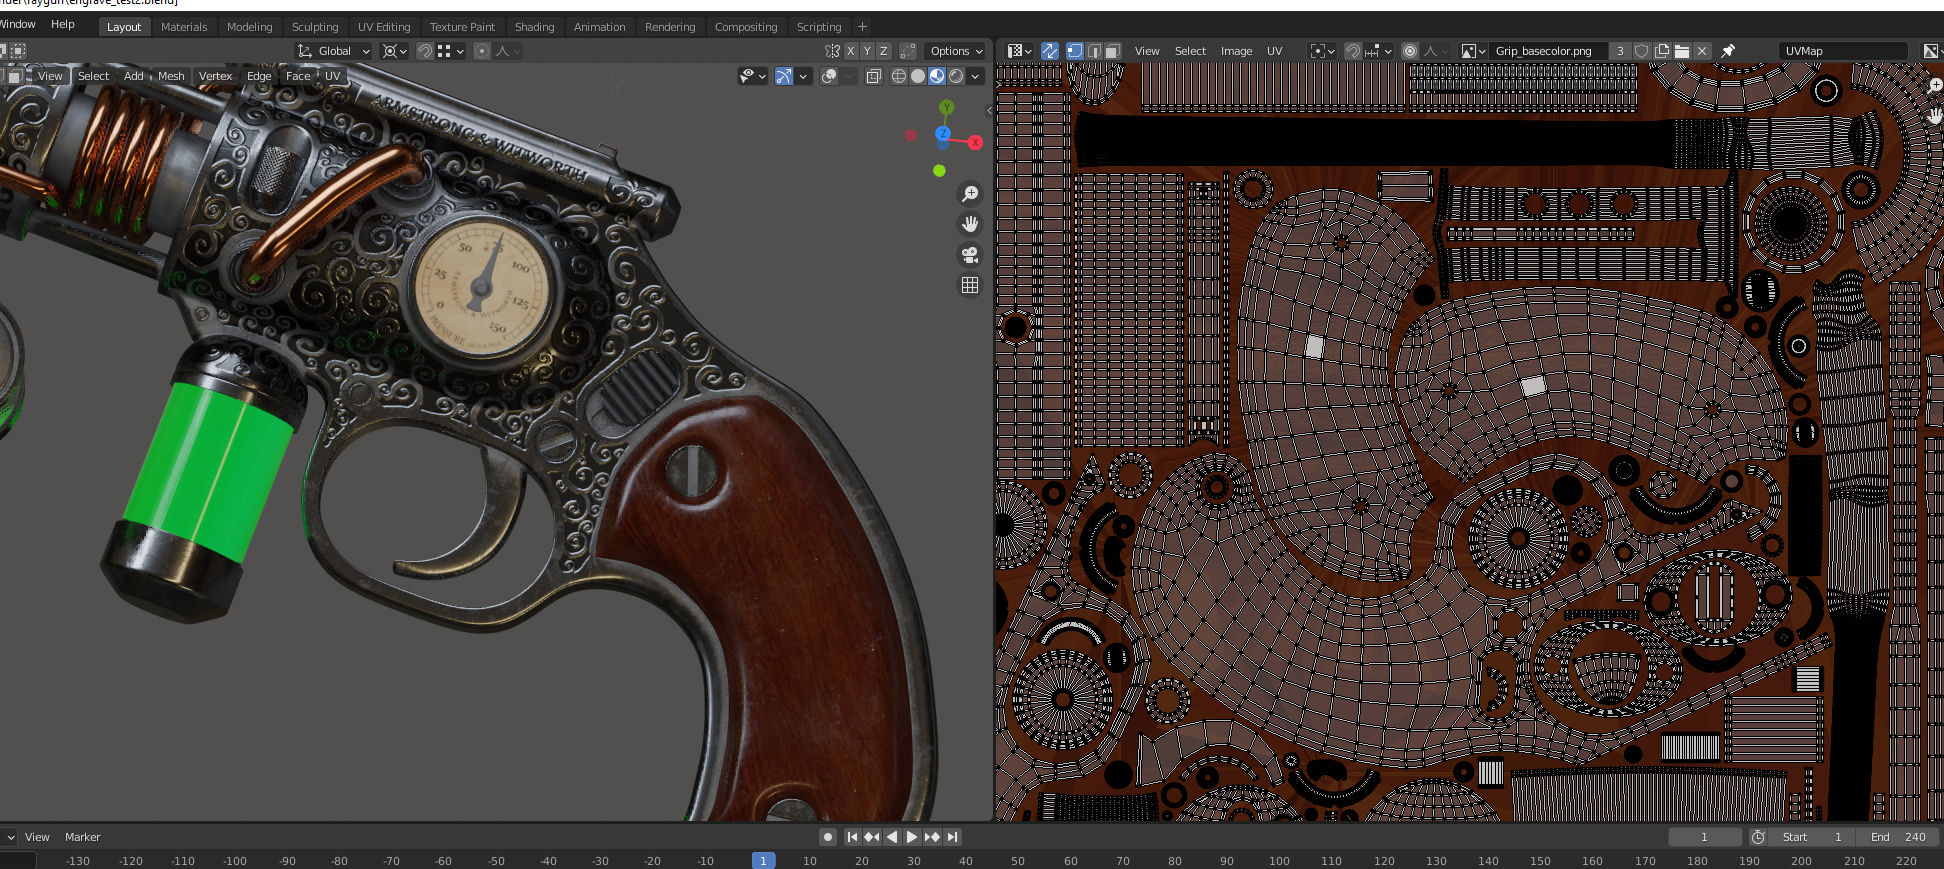 nder\raygun\engrave_test2.blend]
Window Help Layout Materials Modeling Sculpting UV Editing Texture Paint Shading Animation Rendering Compositing Scripting +
Global X Y Z Options
View Select Add Mesh Vertex Edge Face UV
View Select Image UV Grip_basecolor.png 3 UVMap
ARMSTRONG & WITWORTH
Y
Z
X
0 25 50 75 100 125 150
PRESSURE
View Marker
1 Start 1 End 240
-130 -120 -110 -100 -90 -80 -70 -60 -50 -40 -30 -20 -10 1 10 20 30 40 50 60 70 80 90 100 110 120 130 140 150 160 170 180 190 200 210 220